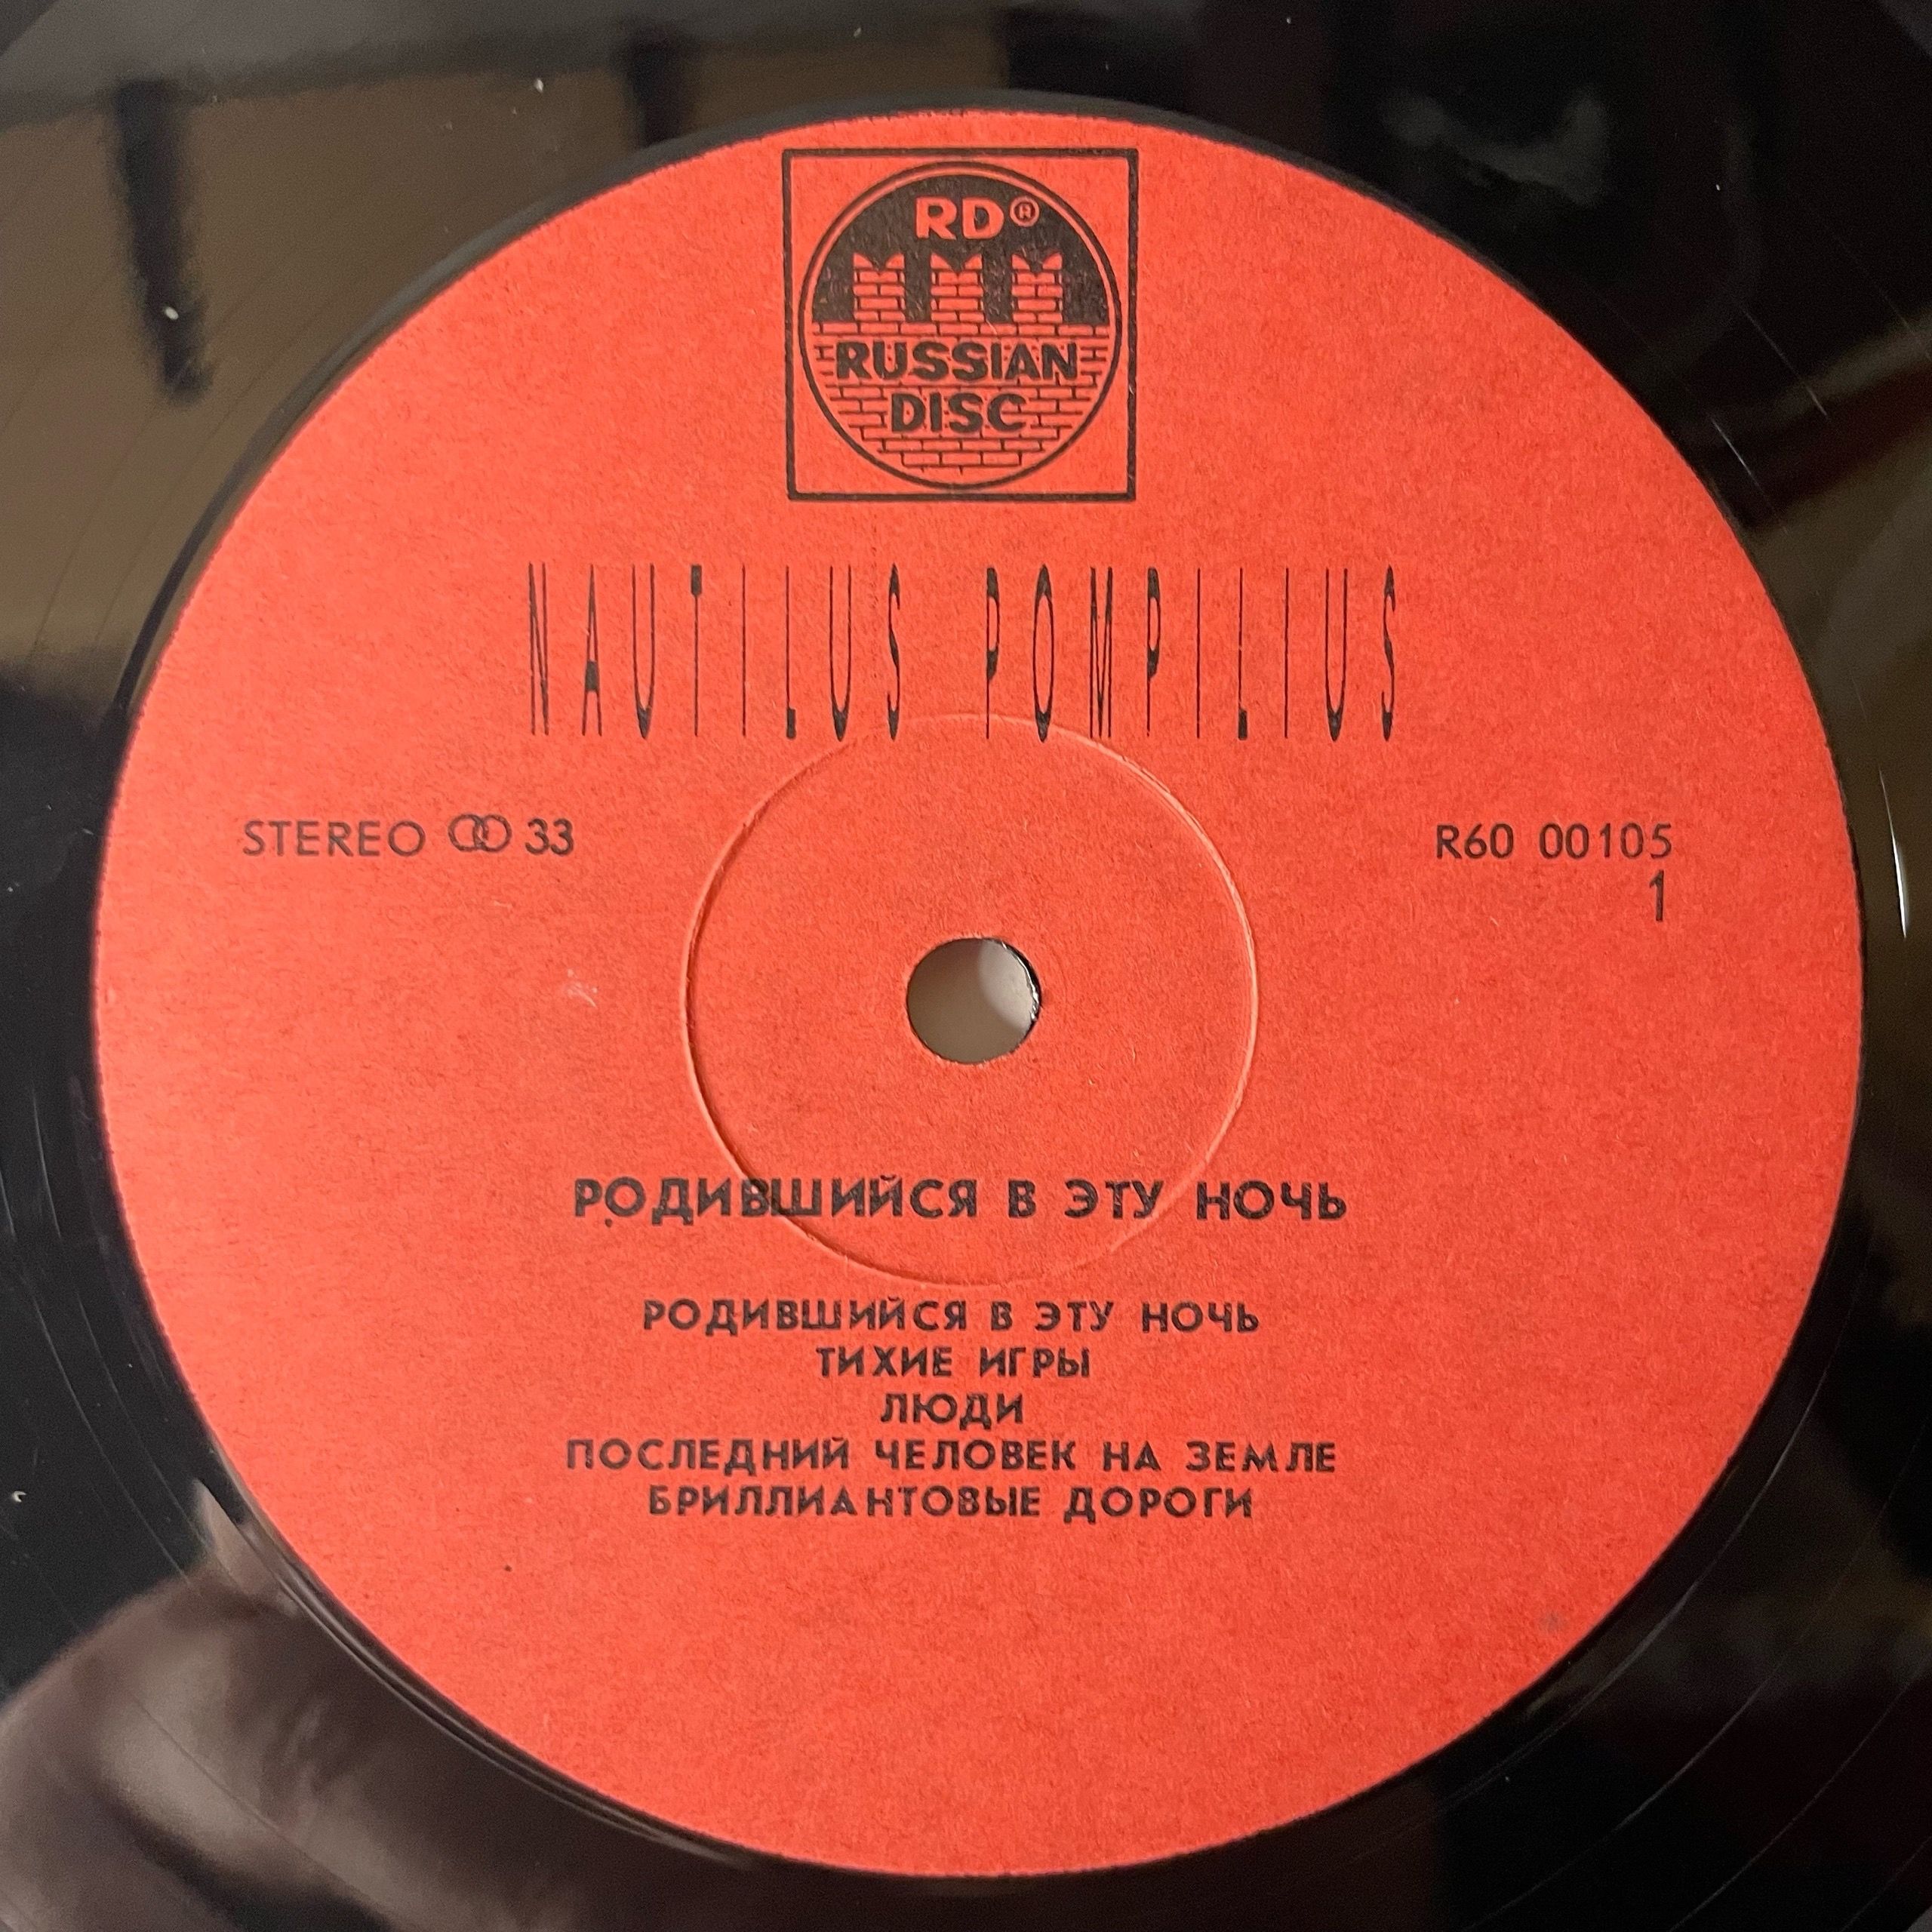 RD®
RUSSIAN
DISC
NAUTILUS POMPILIUS
STEREO 33
R60 00105
1
РОДИВШИЙСЯ В ЭТУ НОЧЬ
РОДИВШИЙСЯ В ЭТУ НОЧЬ
ТИХИЕ ИГРЫ
ЛЮДИ
ПОСЛЕДНИЙ ЧЕЛОВЕК НА ЗЕМЛЕ
БРИЛЛИАНТОВЫЕ ДОРОГИ